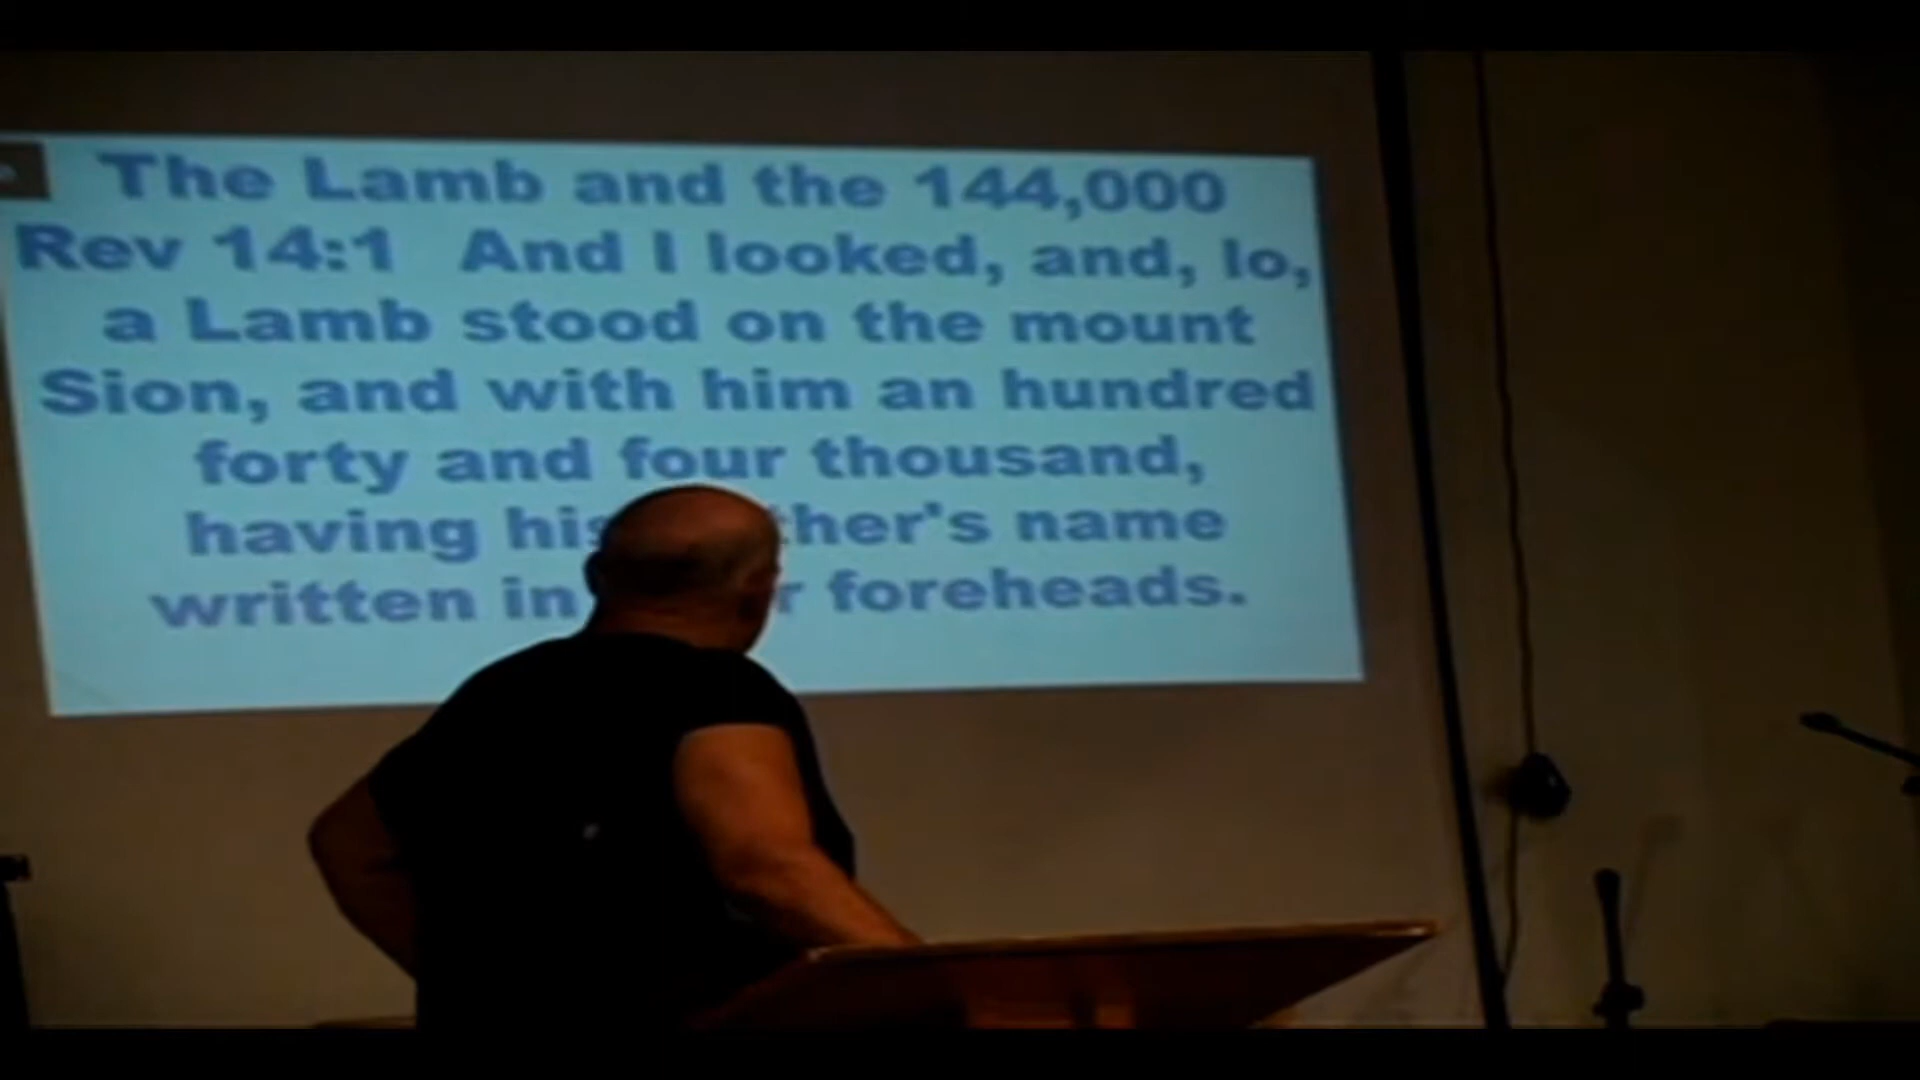 The Lamb and the 144,000
Rev 14:1 And I looked, and, lo,
a Lamb stood on the mount
Sion, and with him an hundred
forty and four thousand,
having his ther's name
written in r foreheads.